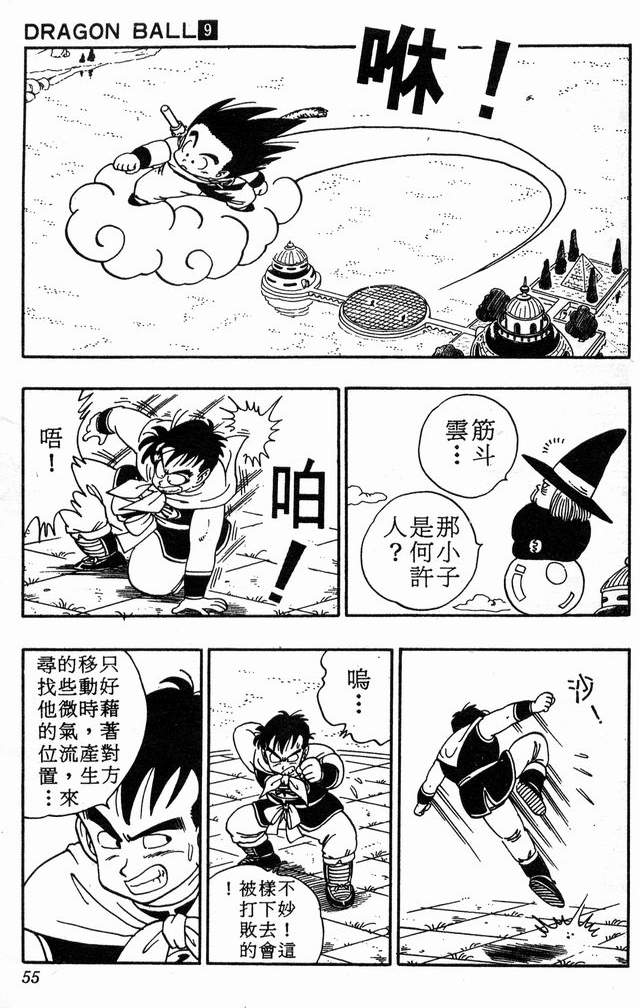 DRAGON BALL 9
咻！
筋斗
雲…
那小子
是何許
人？
咱！
唔！
沙！
嗚…
不妙！這
樣下去會
被打敗的
！
只好藉著對方
移動時，產生
的些微氣流，來
尋找他的位置…
55